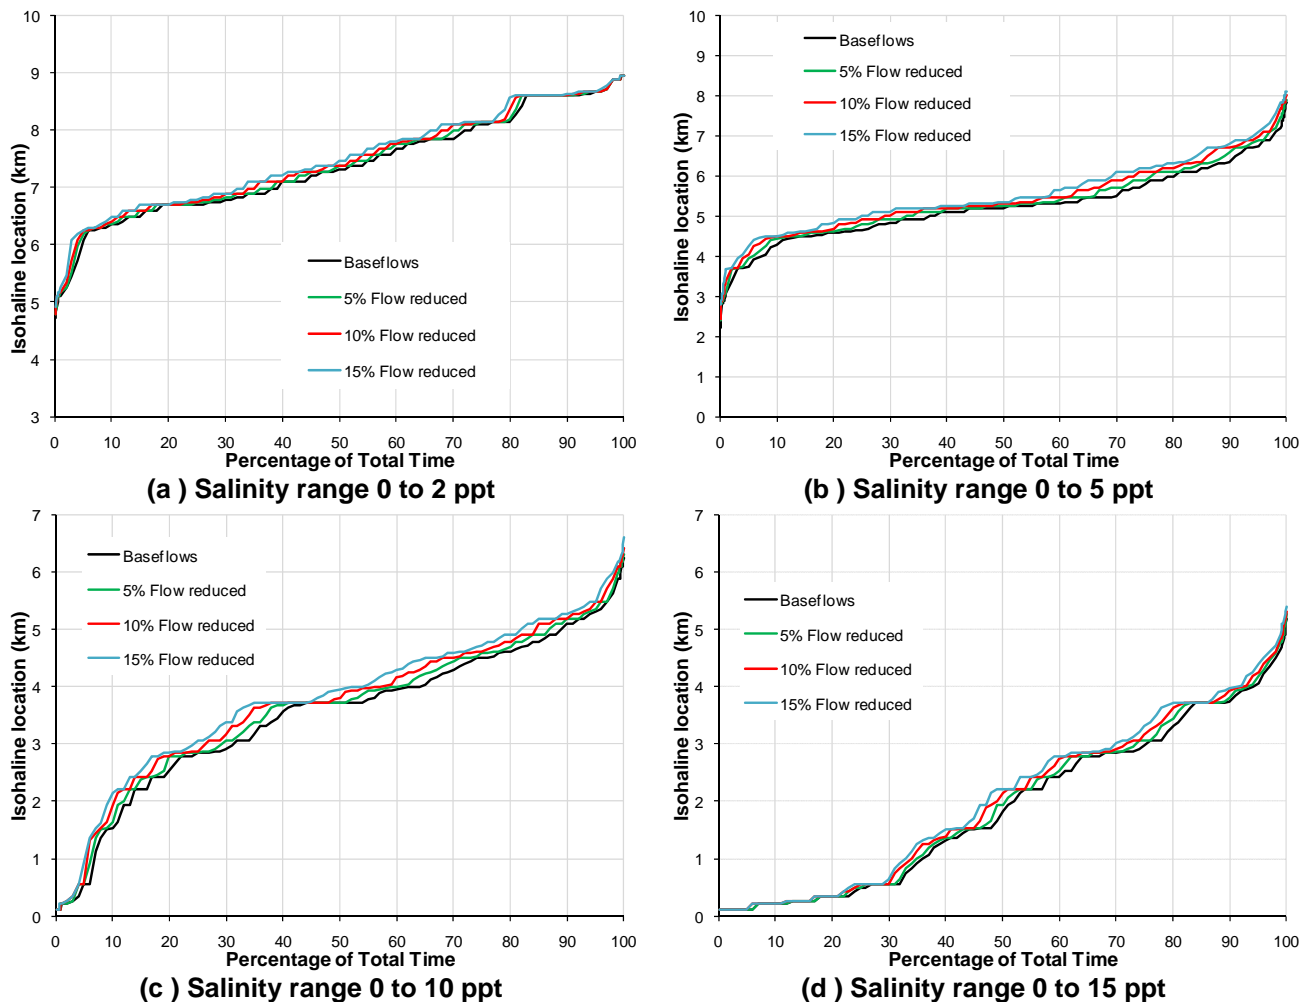 10
9
8
7
6
5
4
3
0 10 20 30 40 50 60 70 80 90 100
Isohaline location (km)
Percentage of Total Time
Baseflows
5% Flow reduced
10% Flow reduced
15% Flow reduced
(a ) Salinity range 0 to 2 ppt
10
9
8
7
6
5
4
3
2
1
0
0 10 20 30 40 50 60 70 80 90 100
Isohaline location (km)
Percentage of Total Time
Baseflows
5% Flow reduced
10% Flow reduced
15% Flow reduced
(b ) Salinity range 0 to 5 ppt
7
6
5
4
3
2
1
0
0 10 20 30 40 50 60 70 80 90 100
Isohaline location (km)
Percentage of Total Time
Baseflows
5% Flow reduced
10% Flow reduced
15% Flow reduced
(c ) Salinity range 0 to 10 ppt
7
6
5
4
3
2
1
0
0 10 20 30 40 50 60 70 80 90 100
Isohaline location (km)
Percentage of Total Time
Baseflows
5% Flow reduced
10% Flow reduced
15% Flow reduced
(d ) Salinity range 0 to 15 ppt